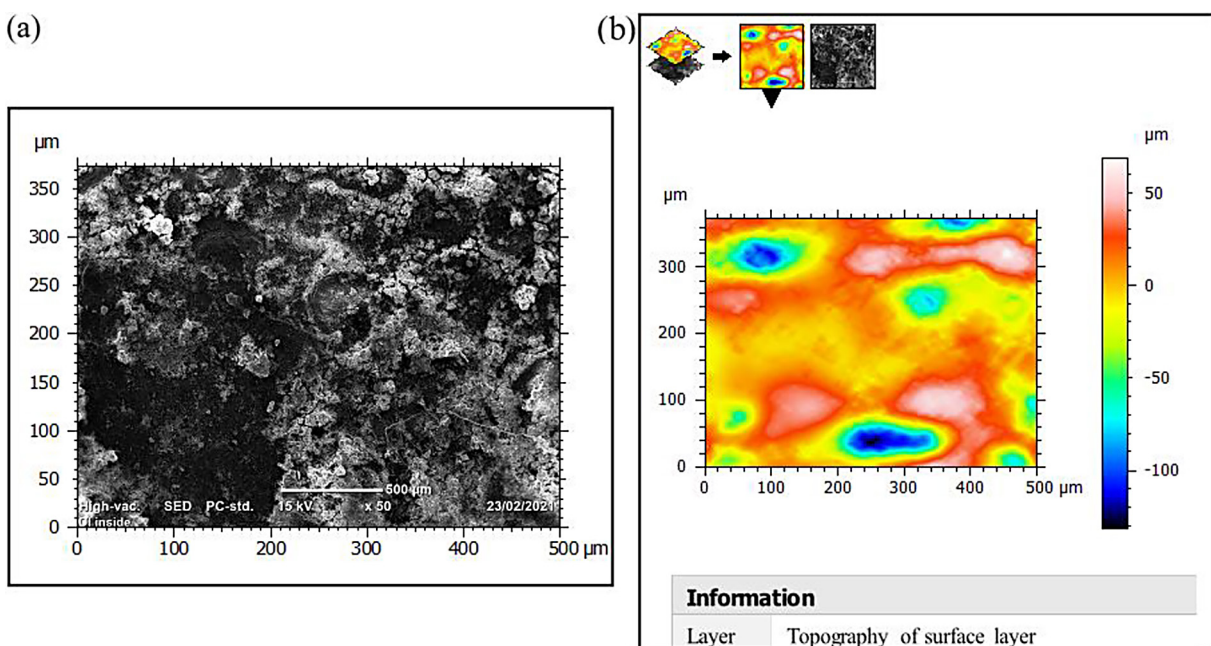 (a)
(b)
µm
350
300
250
200
150
100
50
0
0 100 200 300 400 500 µm
500 µm
High-vac. SED PC-std. 15 kV x 50 23/02/2021
QI inside
µm
300
200
100
0
0 100 200 300 400 500 µm
µm
50
0
-50
-100
Information
Layer Topography of surface layer